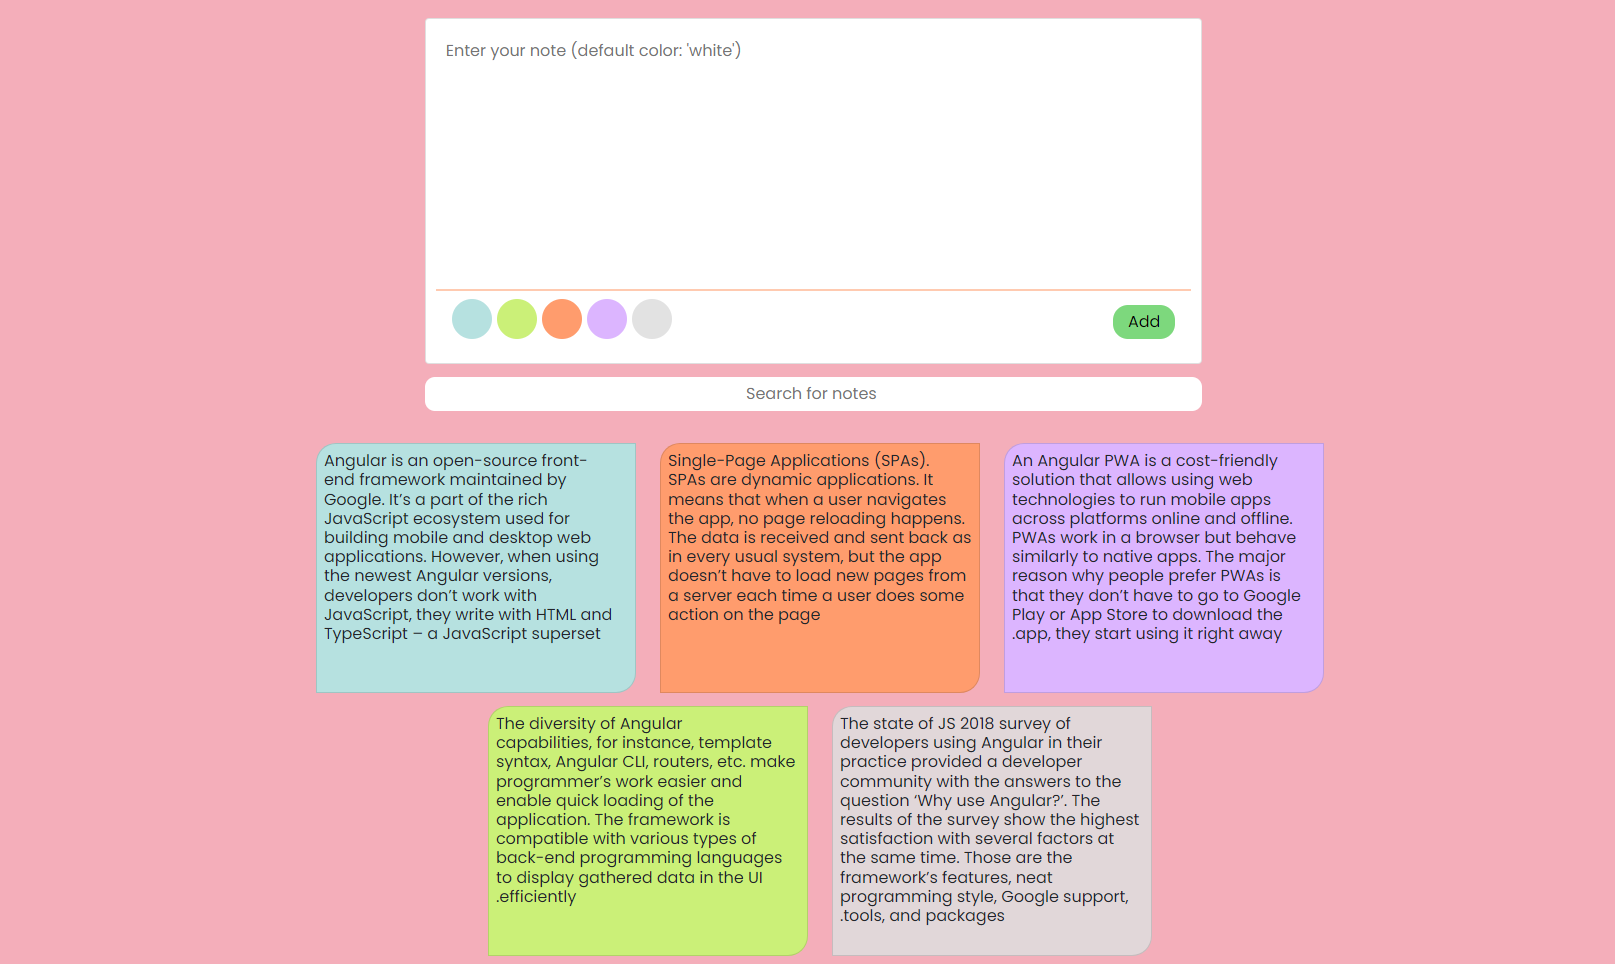 Enter your note (default color: 'white')
Add
Search for notes
Angular is an open-source front-
end framework maintained by
Google. It’s a part of the rich
JavaScript ecosystem used for
building mobile and desktop web
applications. However, when using
the newest Angular versions,
developers don’t work with
JavaScript, they write with HTML and
TypeScript – a JavaScript superset
Single-Page Applications (SPAs).
SPAs are dynamic applications. It
means that when a user navigates
the app, no page reloading happens.
The data is received and sent back as
in every usual system, but the app
doesn’t have to load new pages from
a server each time a user does some
action on the page
An Angular PWA is a cost-friendly
solution that allows using web
technologies to run mobile apps
across platforms online and offline.
PWAs work in a browser but behave
similarly to native apps. The major
reason why people prefer PWAs is
that they don’t have to go to Google
Play or App Store to download the
.app, they start using it right away
The diversity of Angular
capabilities, for instance, template
syntax, Angular CLI, routers, etc. make
programmer’s work easier and
enable quick loading of the
application. The framework is
compatible with various types of
back-end programming languages
to display gathered data in the UI
.efficiently
The state of JS 2018 survey of
developers using Angular in their
practice provided a developer
community with the answers to the
question ‘Why use Angular?’. The
results of the survey show the highest
satisfaction with several factors at
the same time. Those are the
framework’s features, neat
programming style, Google support,
.tools, and packages